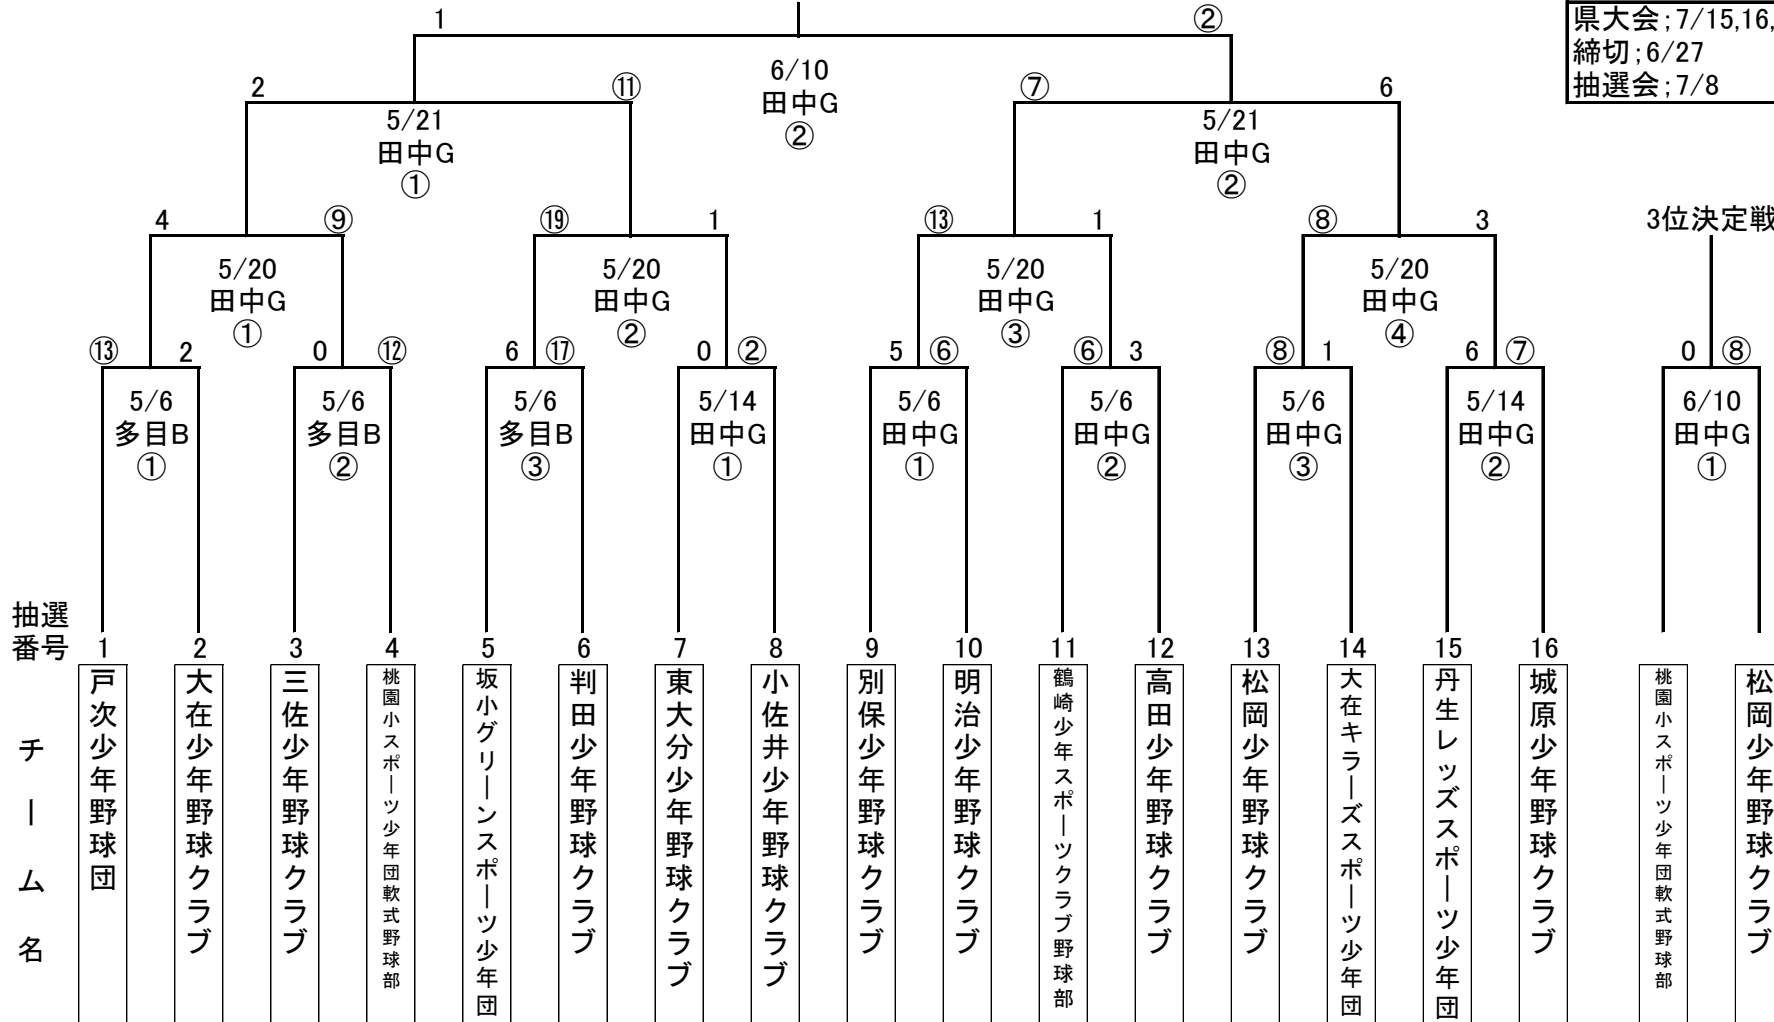 1 ②
県大会;7/15,16,
締切;6/27
抽選会;7/8
6/10
田中G
②
2 ⑪ ⑦ 6
5/21 5/21
田中G 田中G
① ②
4 ⑨ ⑲ 1 ⑬ 1 ⑧ 3 3位決定戦
5/20 5/20 5/20 5/20
田中G 田中G 田中G 田中G
① ② ③ ④
⑬ 2 0 ⑫ 6 ⑰ 0 ② 5 ⑥ ⑥ 3 ⑧ 1 6 ⑦ 0 ⑧
5/6 5/6 5/6 5/14 5/6 5/6 5/6 5/14 6/10
多目B 多目B 多目B 田中G 田中G 田中G 田中G 田中G 田中G
① ② ③ ① ① ② ③ ② ①
抽選
番号 1 2 3 4 5 6 7 8 9 10 11 12 13 14 15 16
チーム名
戸次少年野球団
大在少年野球クラブ
三佐少年野球クラブ
桃園小スポーツ少年団軟式野球部
坂小グリーンスポーツ少年団
判田少年野球クラブ
東大分少年野球クラブ
小佐井少年野球クラブ
別保少年野球クラブ
明治少年野球クラブ
鶴崎少年スポーツクラブ野球部
高田少年野球クラブ
松岡少年野球クラブ
大在キラーズスポーツ少年団
丹生レッズスポーツ少年団
城原少年野球クラブ
桃園小スポーツ少年団軟式野球部
松岡少年野球クラブ